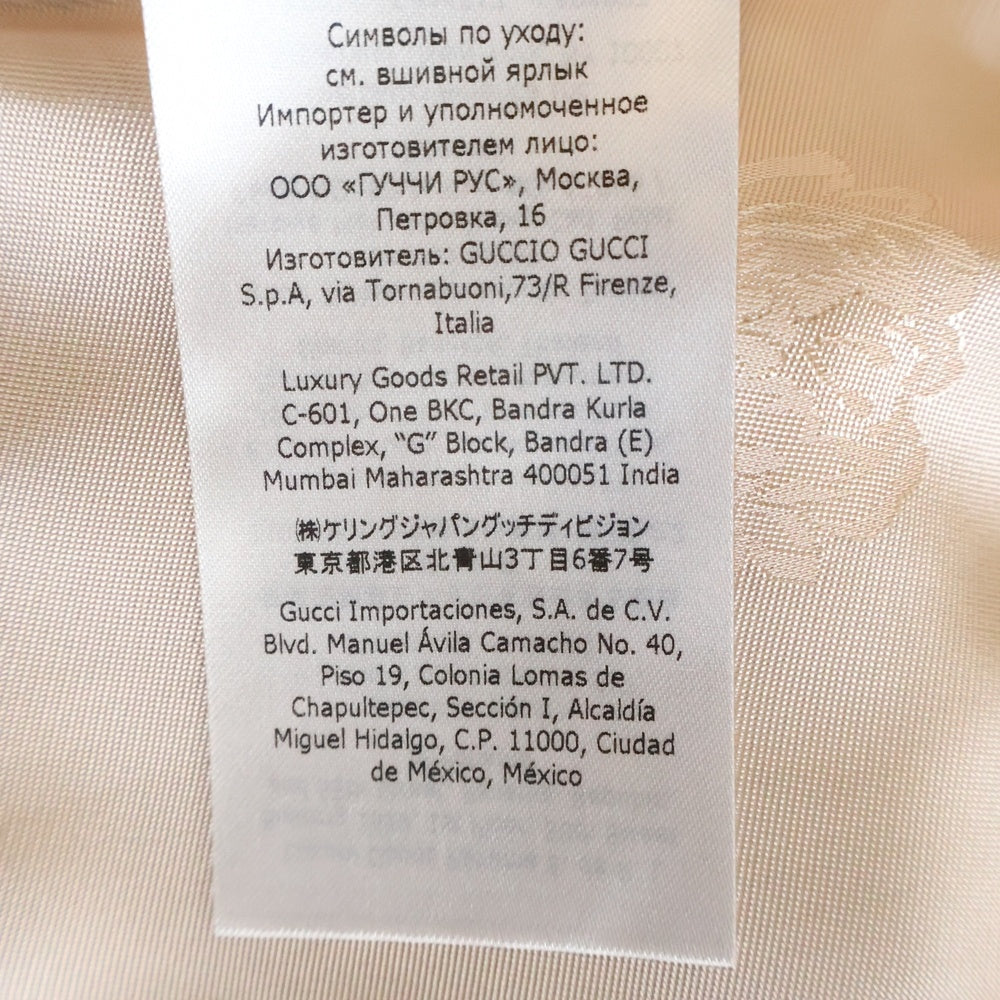 Символы по уходу:
см. вшивной ярлык
Импортер и уполномоченное
изготовителем лицо:
ООО «ГУЧЧИ РУС», Москва,
Петровка, 16
Изготовитель: GUCCIO GUCCI
S.p.A, via Tornabuoni,73/R Firenze,
Italia
Luxury Goods Retail PVT. LTD.
C-601, One BKC, Bandra Kurla
Complex, “G” Block, Bandra (E)
Mumbai Maharashtra 400051 India
㈱ケリングジャパングッチディビジョン
東京都港区北青山3丁目6番7号
Gucci Importaciones, S.A. de C.V.
Blvd. Manuel Ávila Camacho No. 40,
Piso 19, Colonia Lomas de
Chapultepec, Sección I, Alcaldía
Miguel Hidalgo, C.P. 11000, Ciudad
de México, México